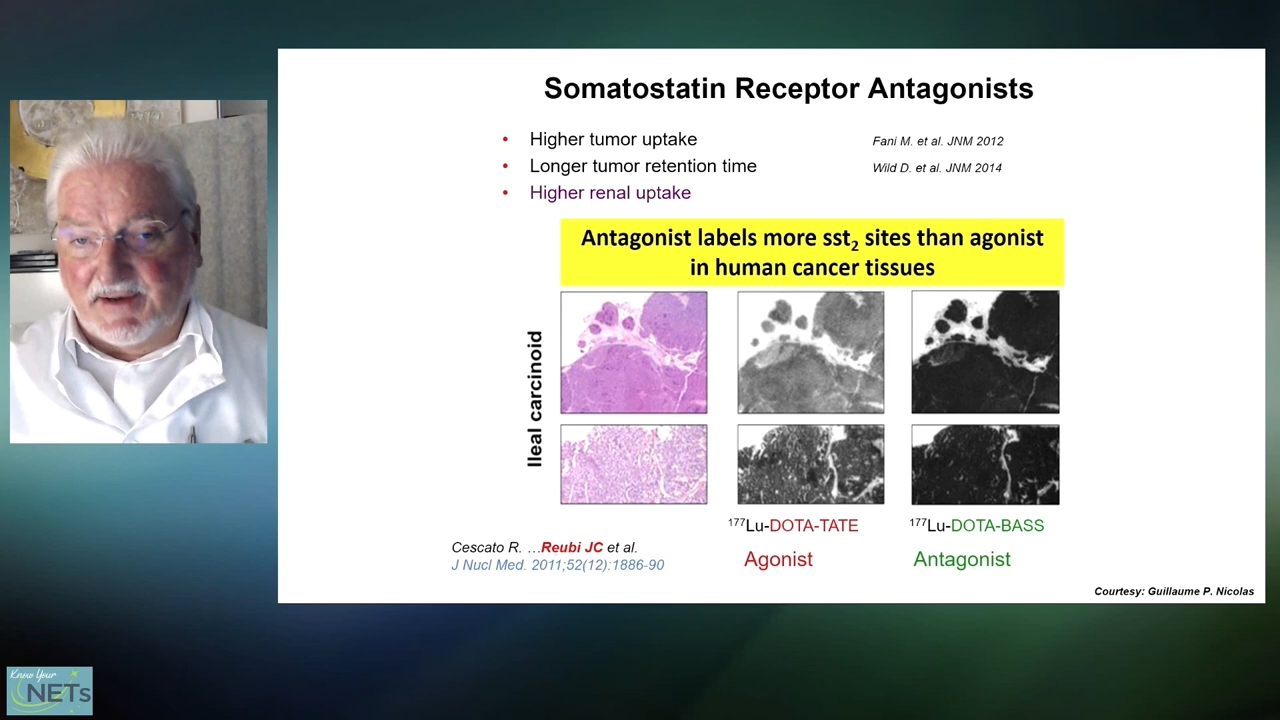 Somatostatin Receptor Antagonists
• Higher tumor uptake
Fani M. et al. JNM 2012
• Longer tumor retention time
Wild D. et al. JNM 2014
• Higher renal uptake
Antagonist labels more sst₂ sites than agonist
in human cancer tissues
Ileal carcinoid
¹⁷⁷Lu-DOTA-TATE
¹⁷⁷Lu-DOTA-BASS
Agonist
Antagonist
Cescato R. …Reubi JC et al.
J Nucl Med. 2011;52(12):1886-90
Courtesy: Guillaume P. Nicolas
Know Your
NETs